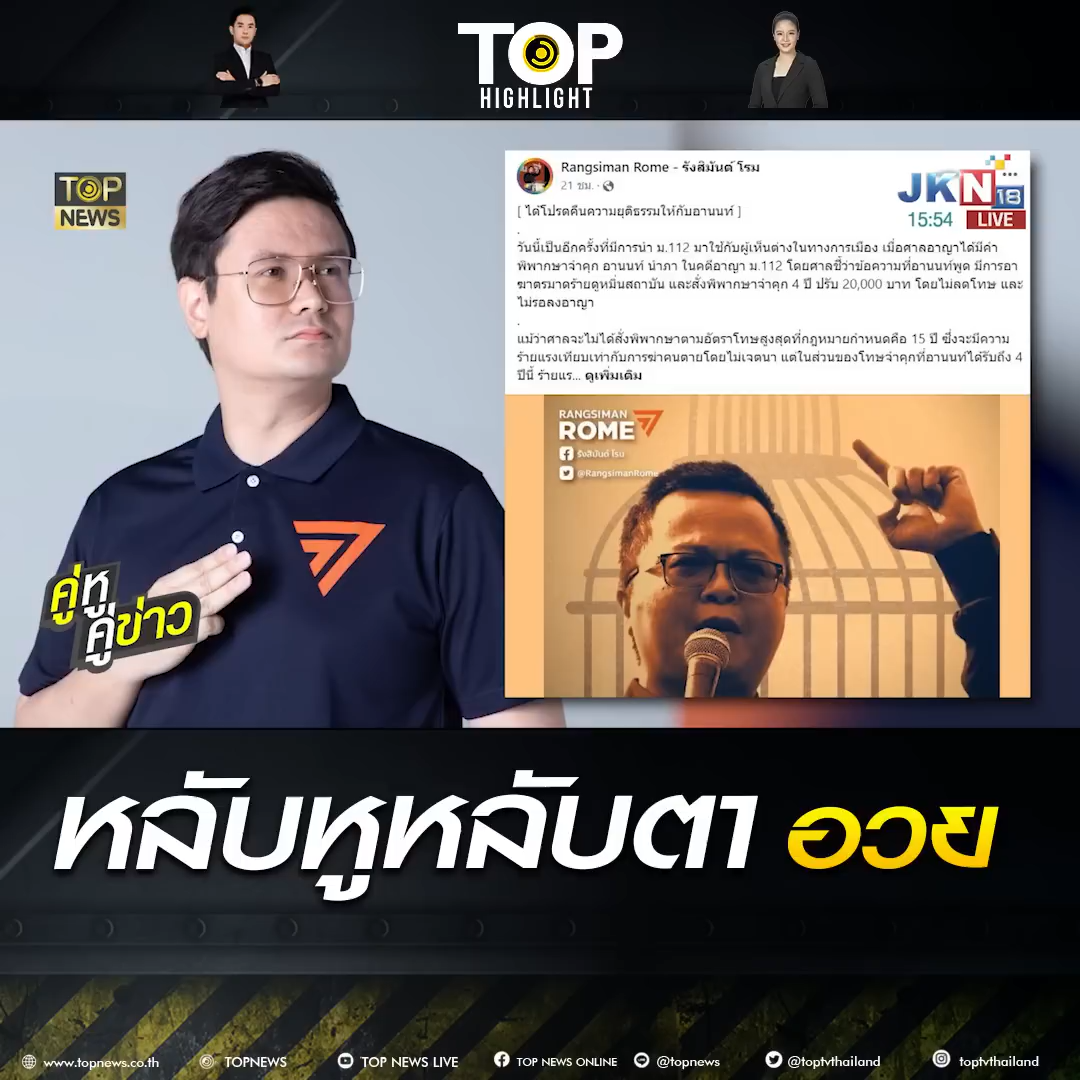 TOP
HIGHLIGHT
TOP
NEWS
Rangsiman Rome - รังสิมันต์ โรม
21 ชม. ·
JKN 18
15:54 LIVE
[ ได้โปรดคืนความยุติธรรมให้กับอานนท์ ]
.
วันนี้เป็นอีกครั้งที่มีการนำ ม.112 มาใช้กับผู้เห็นต่างในทางการเมือง เมื่อศาลอาญาได้มีคำ
พิพากษาจำคุก อานนท์ นำภา ในคดีอาญา ม.112 โดยศาลชี้ว่าข้อความที่อานนท์พูด มีการอา
ฆาตรมาดร้ายดูหมิ่นสถาบัน และสั่งพิพากษาจำคุก 4 ปี ปรับ 20,000 บาท โดยไม่ลดโทษ และ
ไม่รอลงอาญา
.
แม้ว่าศาลจะไม่ได้สั่งพิพากษาตามอัตราโทษสูงสุดที่กฎหมายกำหนดคือ 15 ปี ซึ่งจะมีความ
ร้ายแรงเทียบเท่ากับการฆ่าคนตายโดยไม่เจตนา แต่ในส่วนของโทษจำคุกที่อานนท์ได้รับถึง 4
ปีนี้ ร้ายแร... ดูเพิ่มเติม
RANGSIMAN
ROME
รังสิมันต์ โรม
@RangsimanRome
คู่หู
คู่ข่าว
หลับหูหลับตา อวย
www.topnews.co.th TOPNEWS TOP NEWS LIVE TOP NEWS ONLINE @topnews @toptvthailand toptvthailand